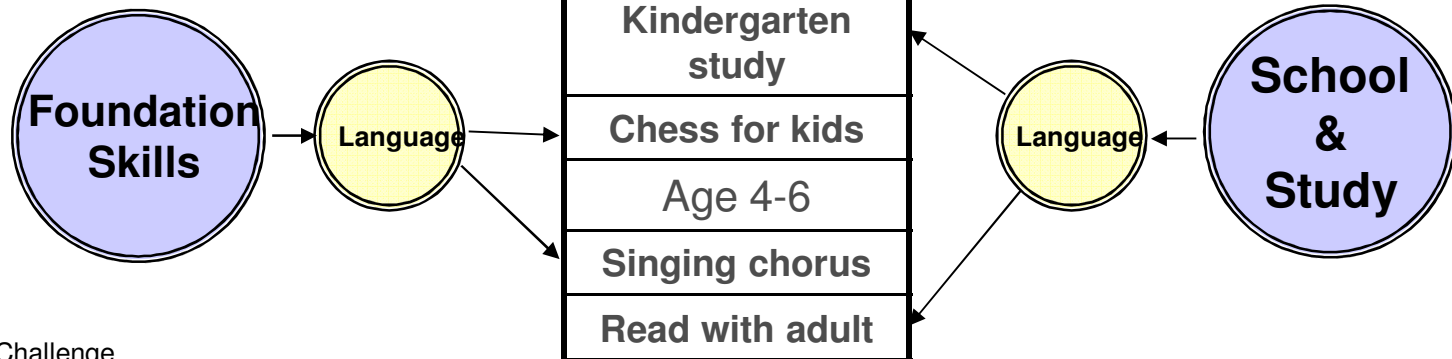 Foundation
Skills
Language
Kindergarten
study
Chess for kids
Age 4-6
Singing chorus
Read with adult
Language
School
&
Study
Challenge